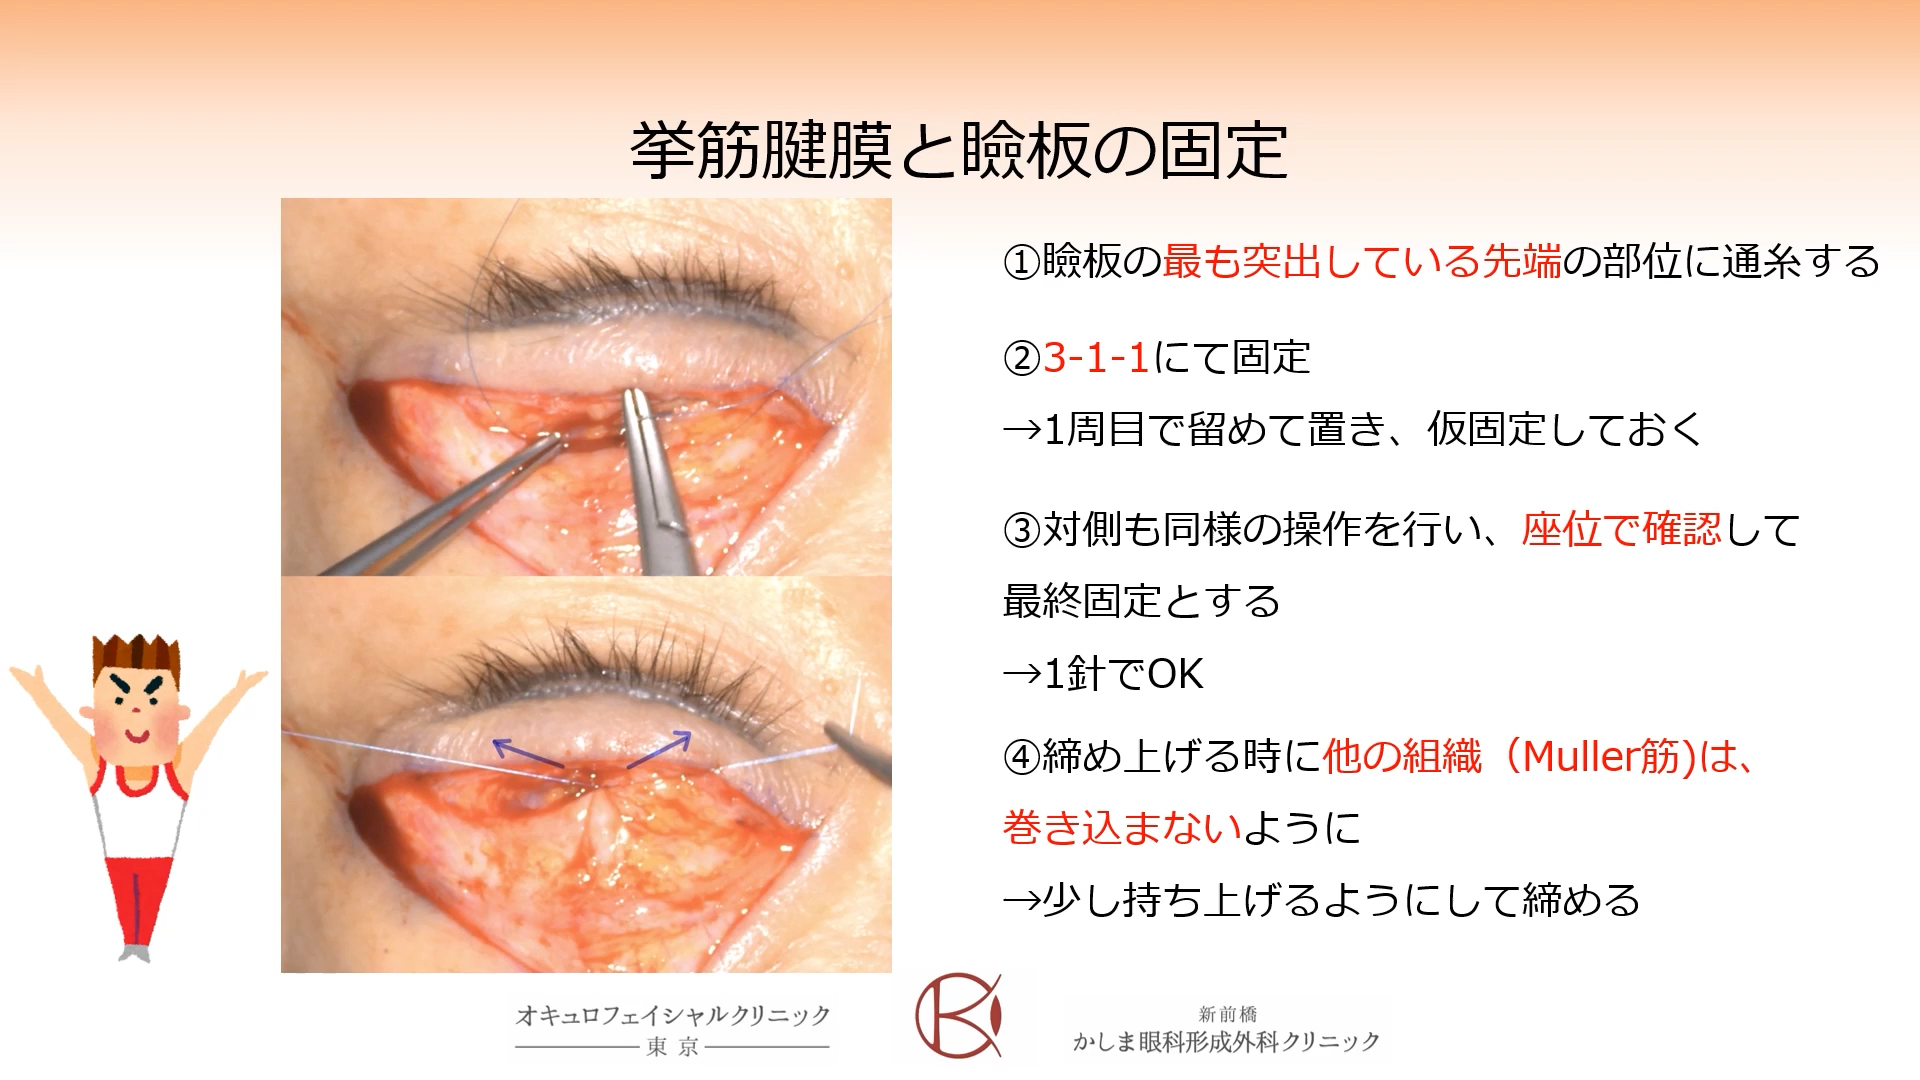 挙筋腱膜と瞼板の固定
①瞼板の最も突出している先端の部位に通糸する
②3-1-1にて固定
→1周目で留めて置き、仮固定しておく
③対側も同様の操作を行い、座位で確認して
最終固定とする
→1針でOK
④締め上げる時に他の組織（Muller筋)は、
巻き込まないように
→少し持ち上げるようにして締める
オキュロフェイシャルクリニック
東京
新前橋
かしま眼科形成外科クリニック